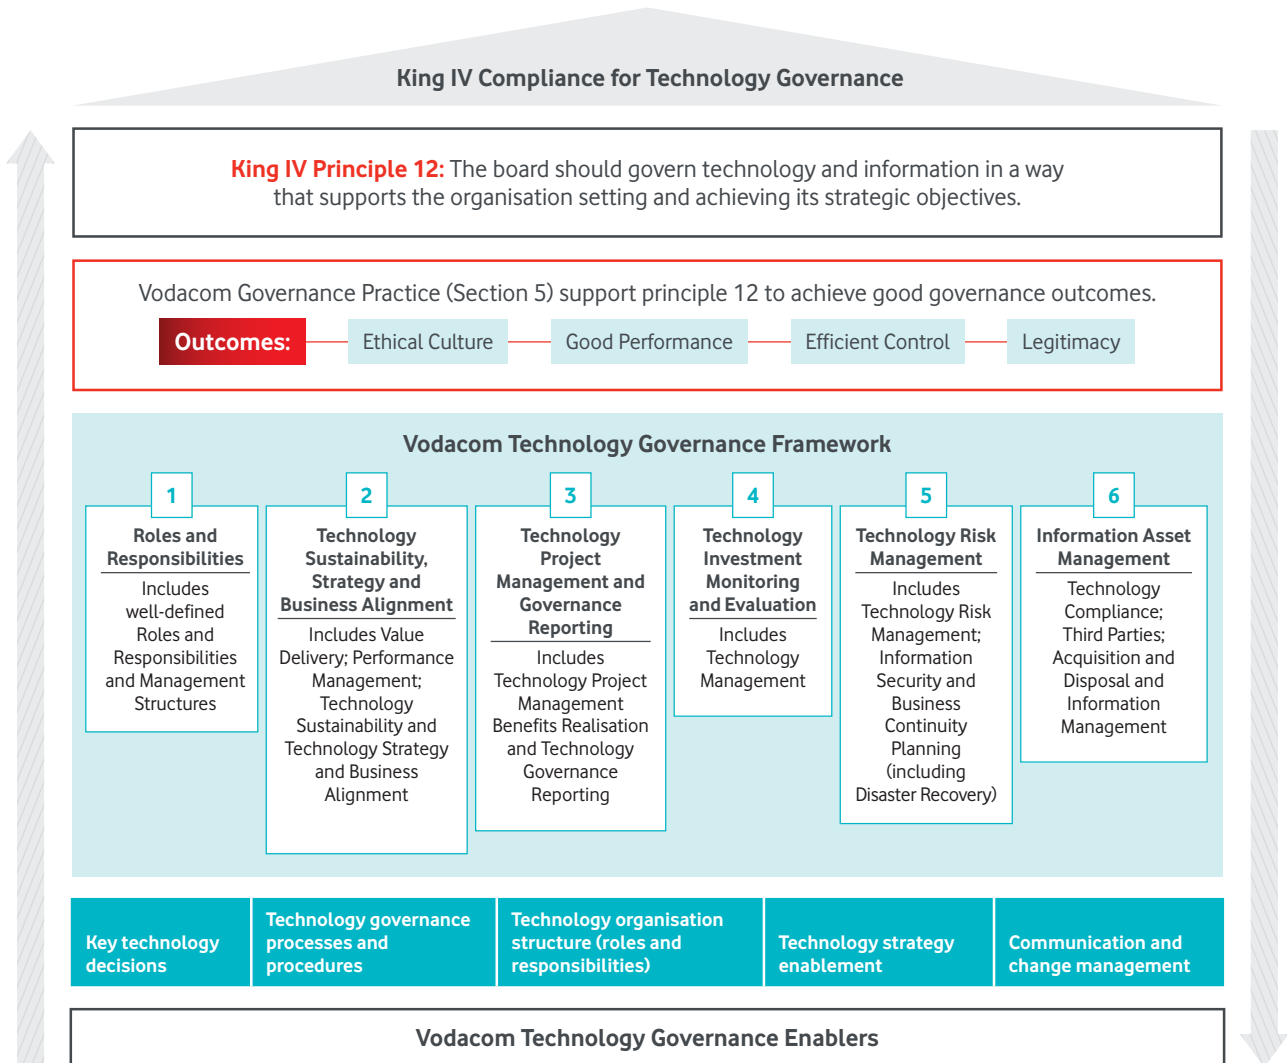 King IV Compliance for Technology Governance
King IV Principle 12: The board should govern technology and information in a way
that supports the organisation setting and achieving its strategic objectives.
Vodacom Governance Practice (Section 5) support principle 12 to achieve good governance outcomes.
Outcomes:
Ethical Culture
Good Performance
Efficient Control
Legitimacy
Vodacom Technology Governance Framework
1
Roles and
Responsibilities
Includes
well-defined
Roles and
Responsibilities
and Management
Structures
2
Technology
Sustainability,
Strategy and
Business Alignment
Includes Value
Delivery; Performance
Management;
Technology
Sustainability and
Technology Strategy
and Business
Alignment
3
Technology
Project
Management and
Governance
Reporting
Includes
Technology Project
Management
Benefits Realisation
and Technology
Governance
Reporting
4
Technology
Investment
Monitoring
and Evaluation
Includes
Technology
Management
5
Technology Risk
Management
Includes
Technology Risk
Management;
Information
Security and
Business
Continuity
Planning
(including
Disaster Recovery)
6
Information Asset
Management
Technology
Compliance;
Third Parties;
Acquisition and
Disposal and
Information
Management
Key technology
decisions
Technology governance
processes and
procedures
Technology organisation
structure (roles and
responsibilities)
Technology strategy
enablement
Communication and
change management
Vodacom Technology Governance Enablers